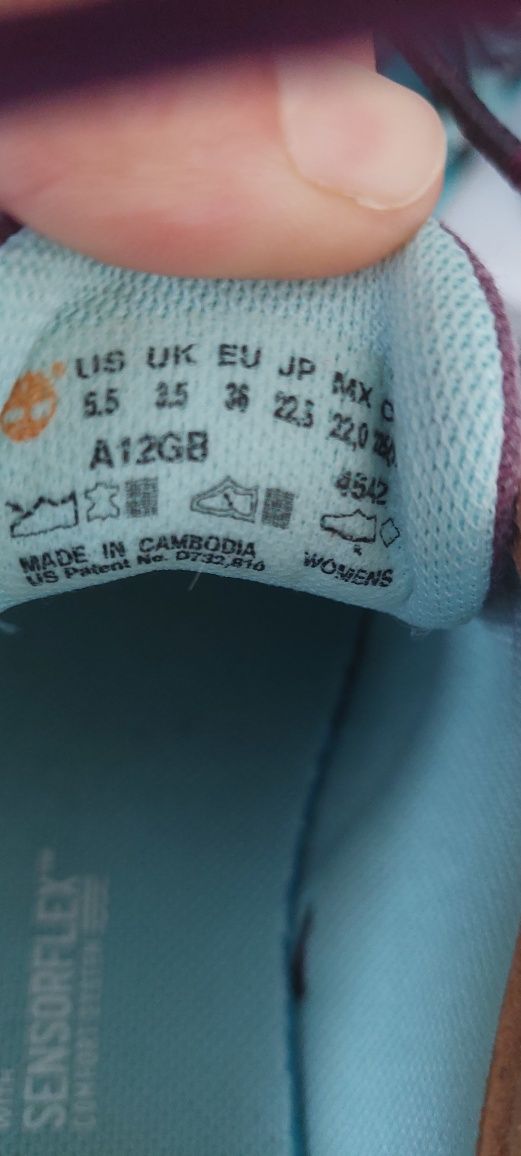 US UK EU JP MX
5.5 3.5 36 22,5 22,0
A12GB
4542
MADE IN CAMBODIA
US Patent No. D732,816
WOMENS
SENSORFLEX™
COMFORT SYSTEM